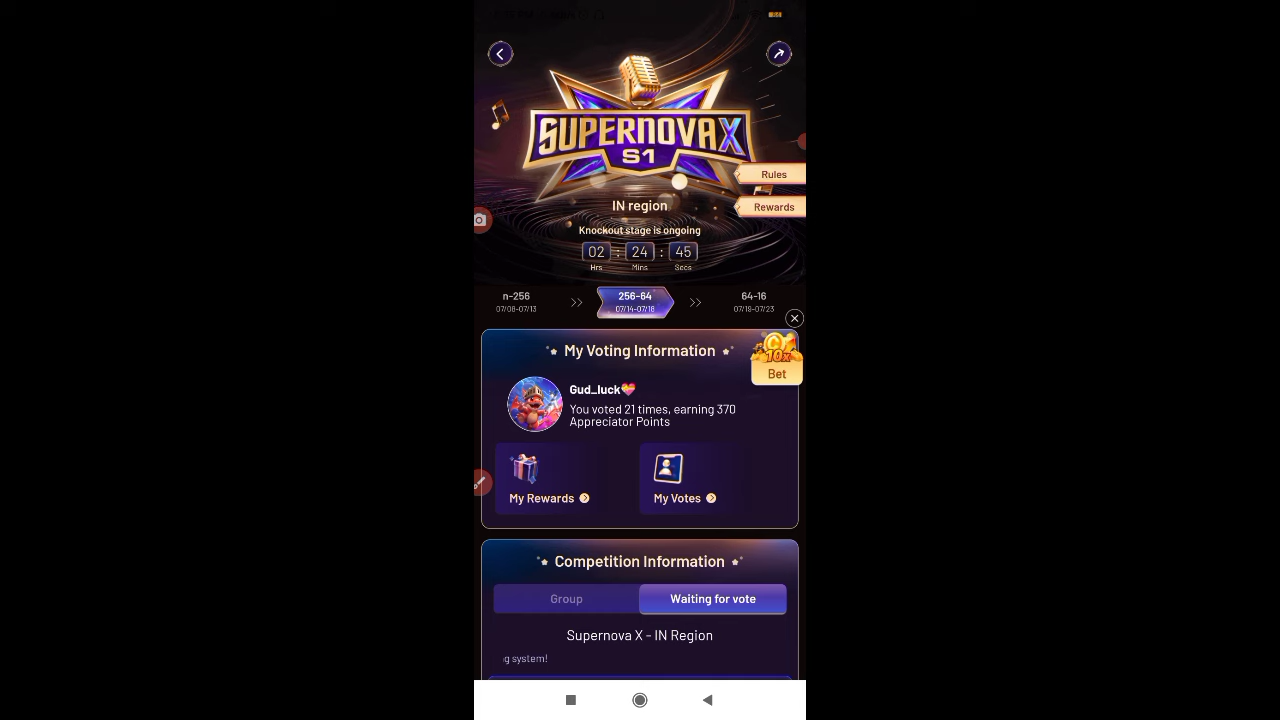 SUPERNOVA X
S1
Rules
Rewards
IN region
Knockout stage is ongoing
02 : 24 : 45
Hrs Mins Secs
n-256 >> 256-64 >> 64-16
07/08-07/13 07/14-07/18 07/19-07/23
My Voting Information
10x
Bet
Gud_luck💝
You voted 21 times, earning 370
Appreciator Points
My Rewards
My Votes
Competition Information
Group
Waiting for vote
Supernova X - IN Region
g system!